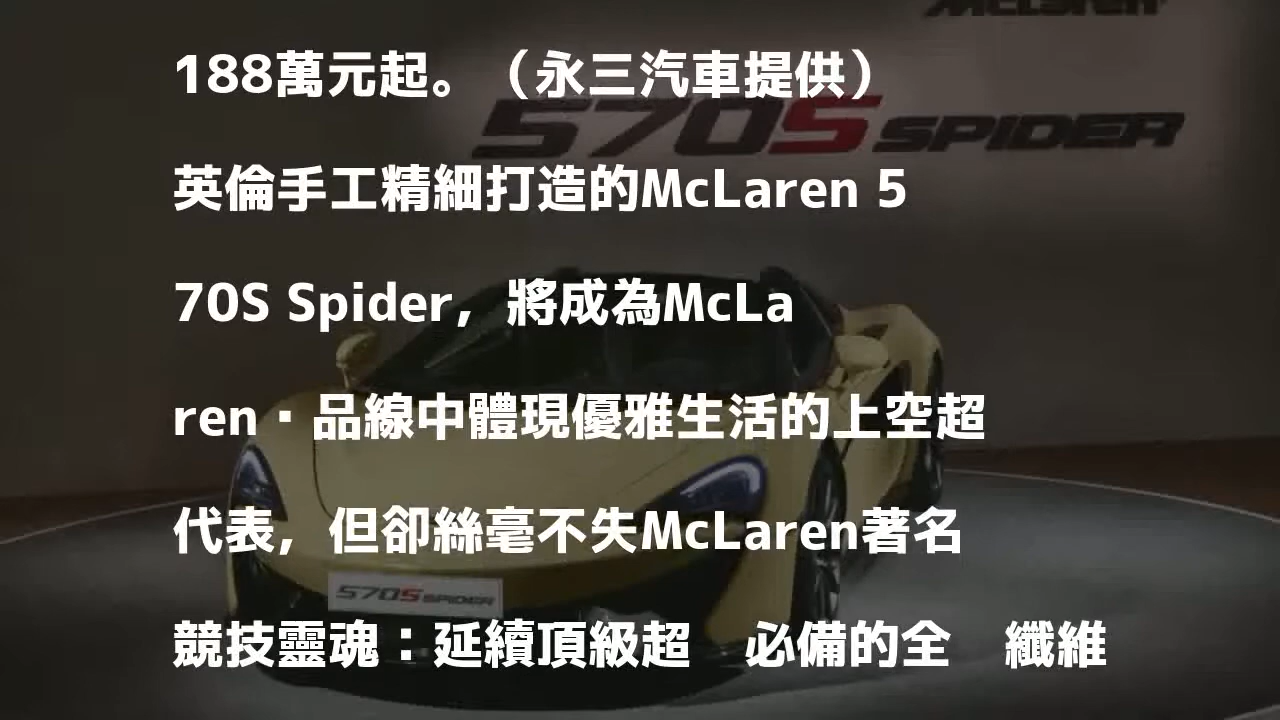 McLaren
188萬元起。（永三汽車提供）
570S SPIDER
英倫手工精細打造的McLaren 5
70S Spider，將成為McLa
ren·品線中體現優雅生活的上空超
代表，但卻絲毫不失McLaren著名
570S SPIDER
競技靈魂：延續頂級超　必備的全　纖維